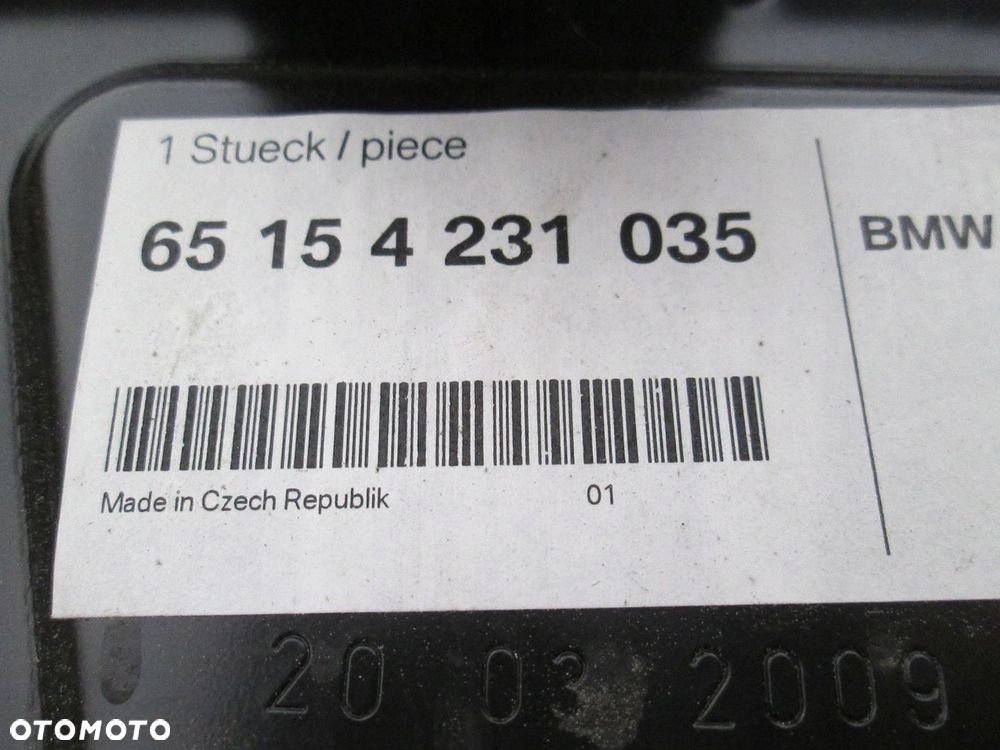 1 Stueck / piece
65 15 4 231 035
BMW
Made in Czech Republik 01
20 03 2009
OTOMOTO